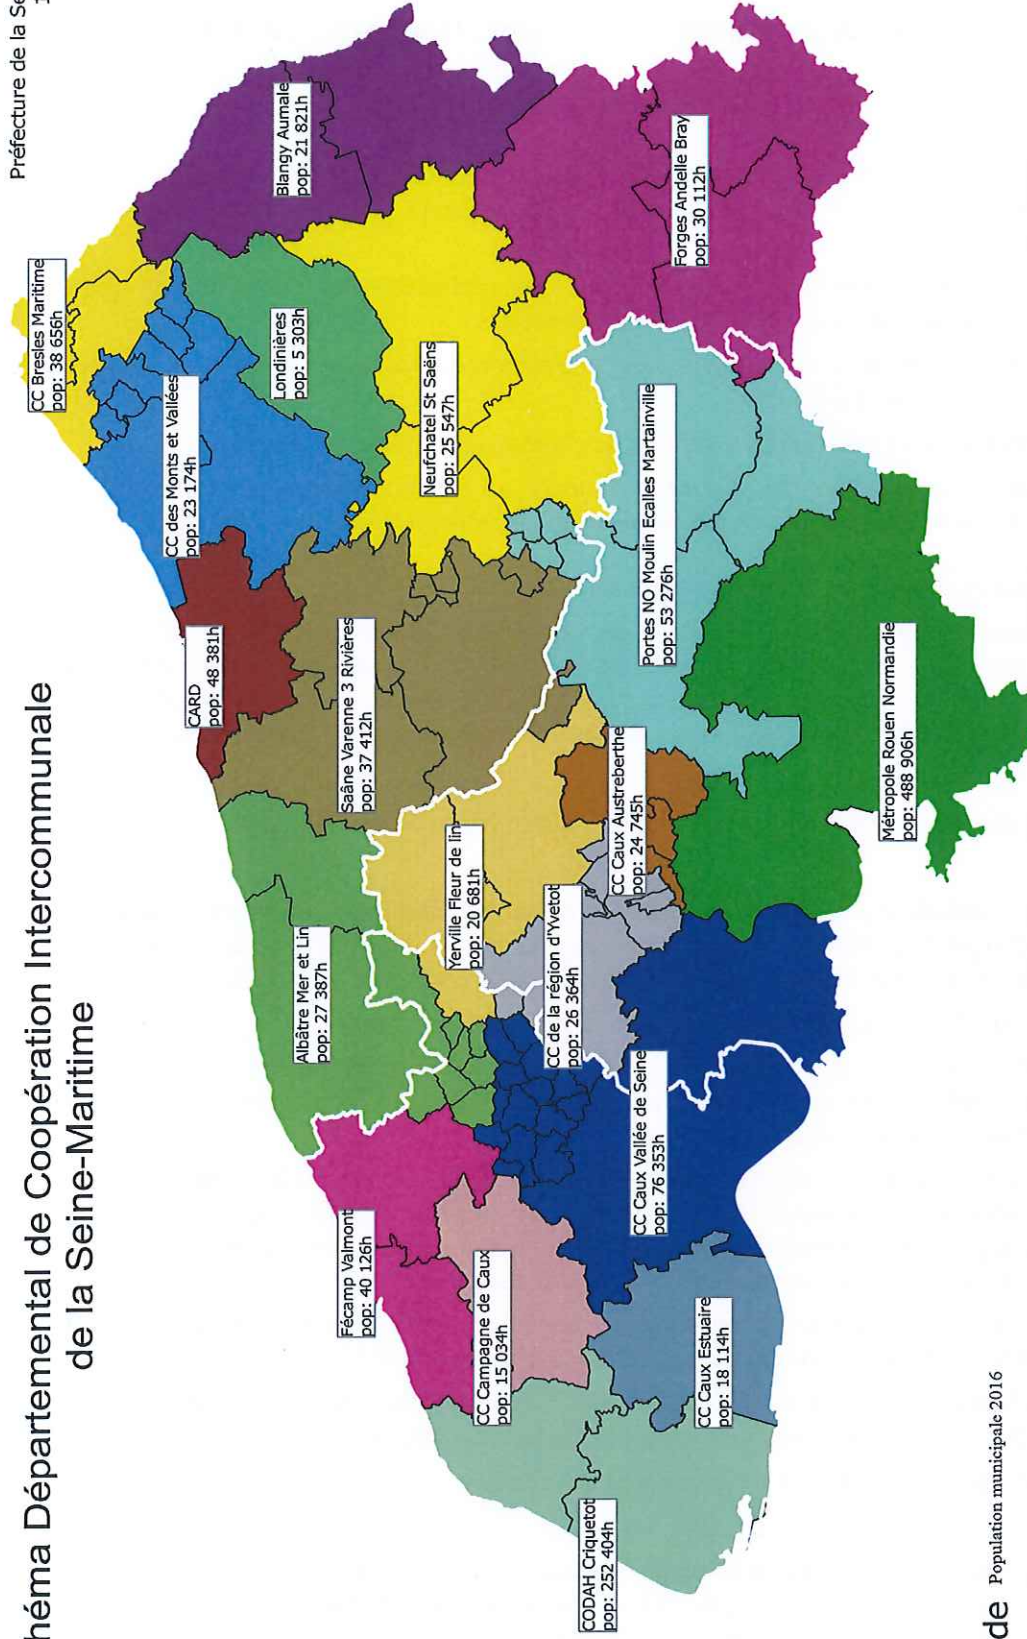 Préfecture de la Se
héma Départemental de Coopération Intercommunale
de la Seine-Maritime
CC Bresles Maritime
pop: 38 656h
Blangy Aumale
pop: 21 821h
CC des Monts et Vallées
pop: 23 174h
Londinières
pop: 5 303h
CARD
pop: 48 381h
Neufchatel St Saëns
pop: 25 547h
Saâne Varenne 3 Rivières
pop: 37 412h
Albâtre Mer et Lin
pop: 27 387h
Forges Andelle Bray
pop: 30 112h
Portes NO Moulin Ecalles Martainville
pop: 53 276h
Yerville Fleur de lin
pop: 20 681h
CC Caux Austreberthe
pop: 24 745h
Fécamp Valmont
pop: 40 126h
CC de la région d'Yvetot
pop: 26 364h
CC Campagne de Caux
pop: 15 034h
CC Caux Vallée de Seine
pop: 76 353h
Métropole Rouen Normandie
pop: 488 906h
CC Caux Estuaire
pop: 18 114h
CODAH Criquetot
pop: 252 404h
de Population municipale 2016